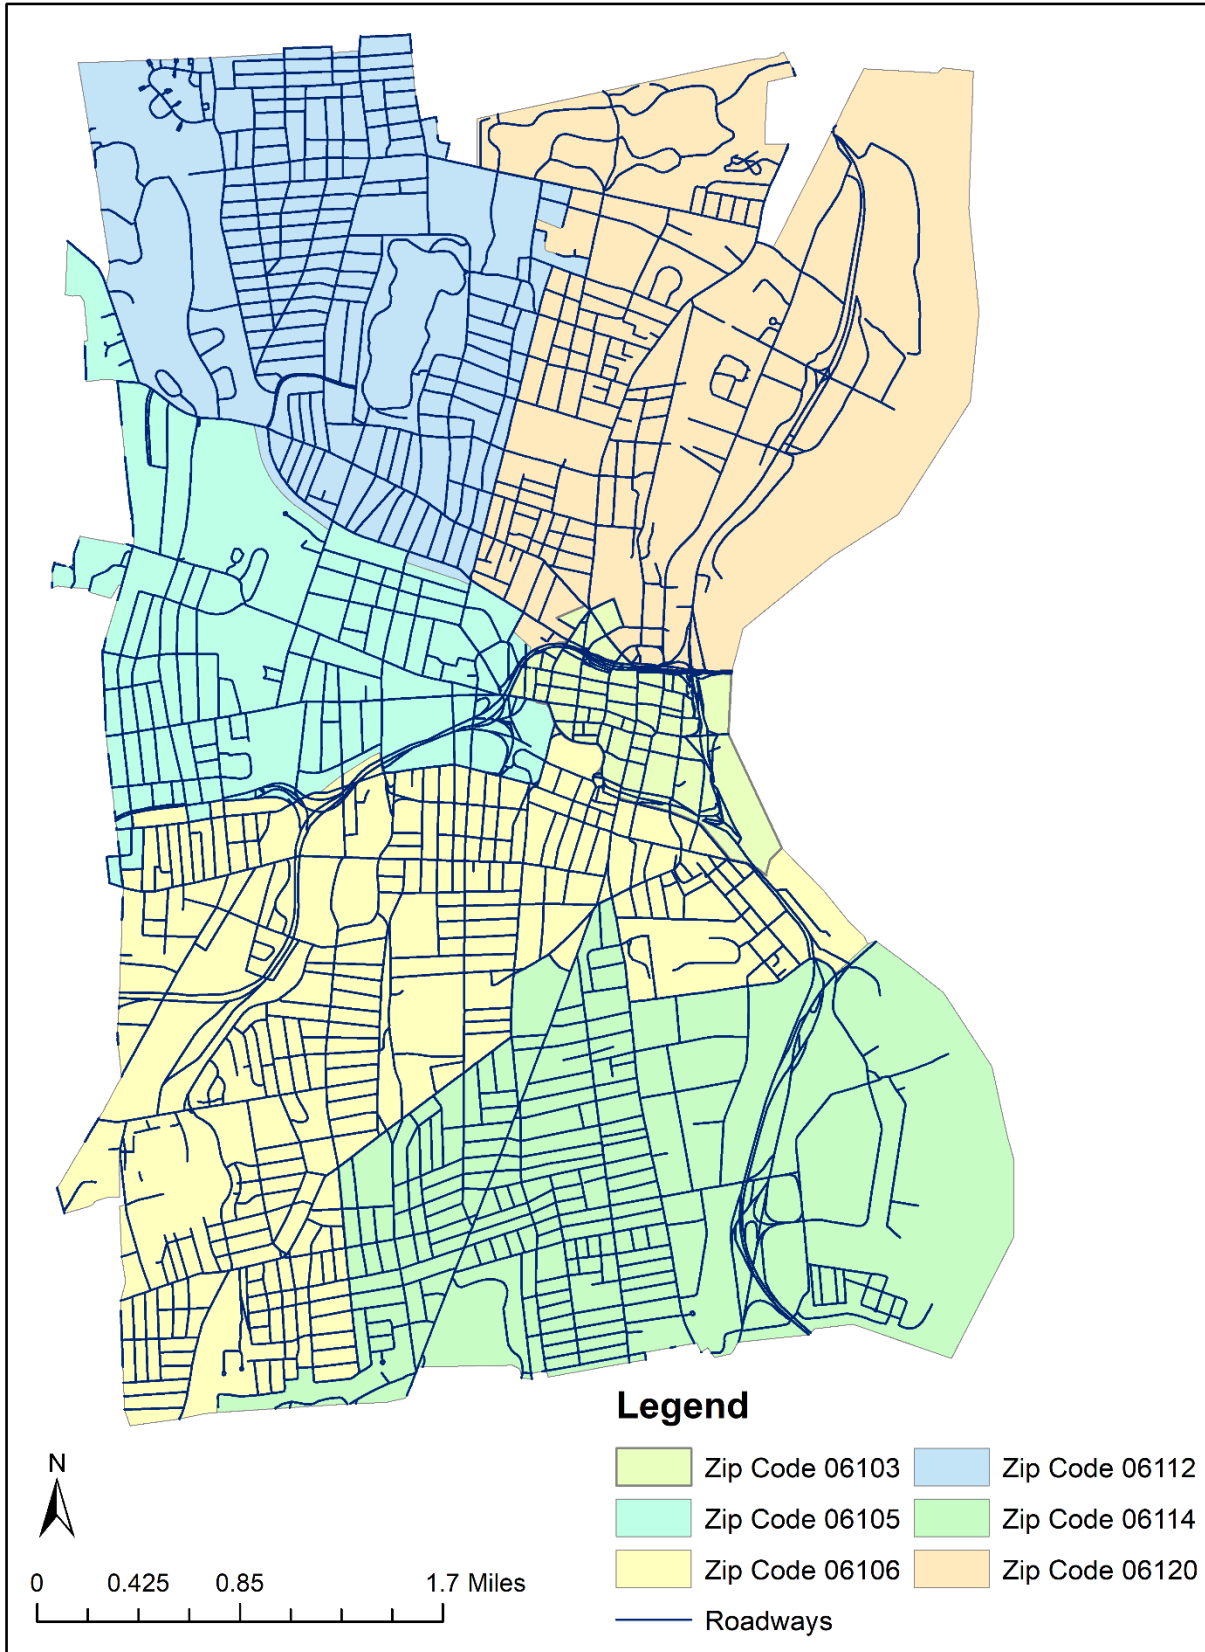 Legend
Zip Code 06103 Zip Code 06112
Zip Code 06105 Zip Code 06114
Zip Code 06106 Zip Code 06120
Roadways
N
0 0.425 0.85 1.7 Miles